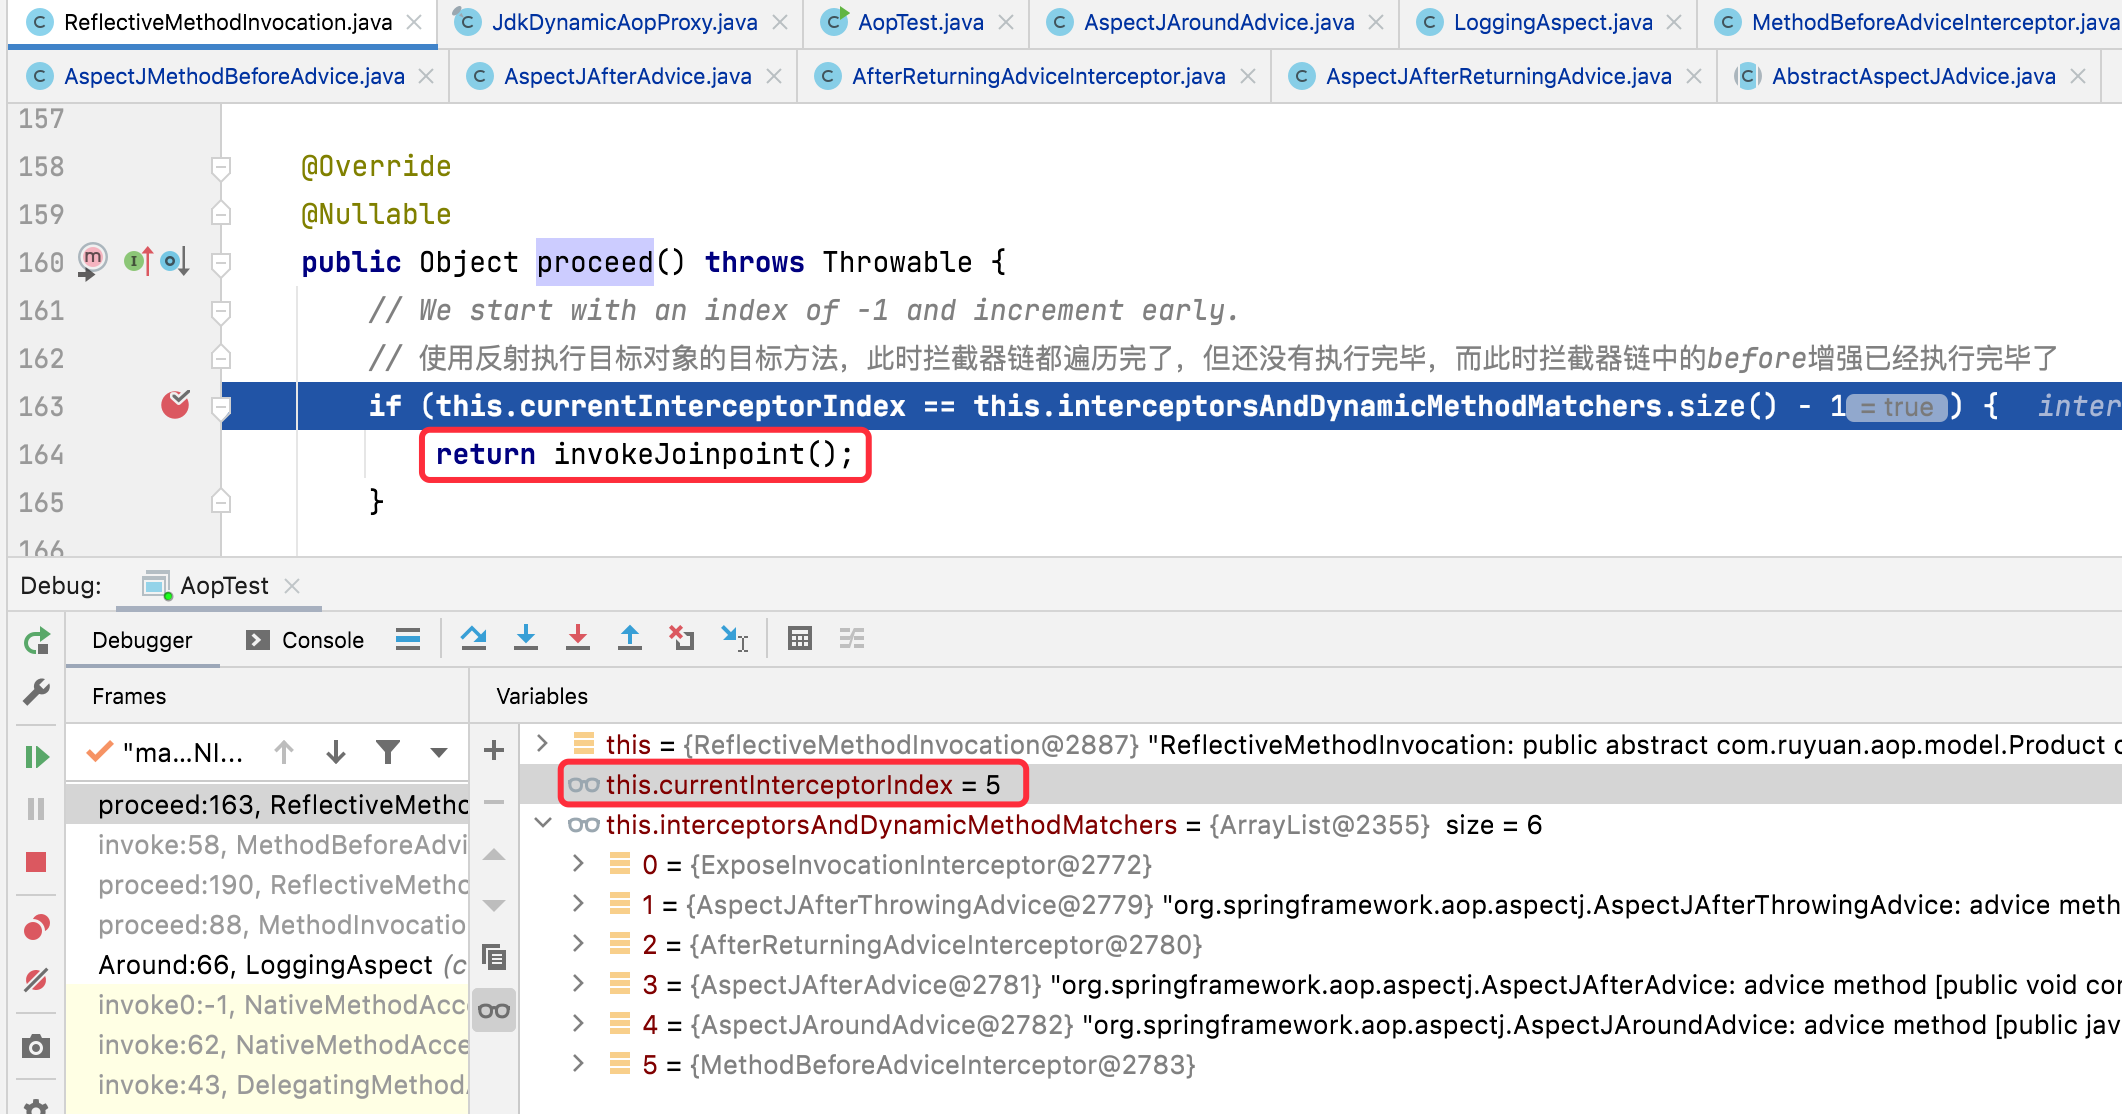 ReflectiveMethodInvocation.java JdkDynamicAopProxy.java AopTest.java AspectJAroundAdvice.java LoggingAspect.java MethodBeforeAdviceInterceptor.java
AspectJMethodBeforeAdvice.java AspectJAfterAdvice.java AfterReturningAdviceInterceptor.java AspectJAfterReturningAdvice.java AbstractAspectJAdvice.java
157
158 @Override
159 @Nullable
160 public Object proceed() throws Throwable {
161 // We start with an index of -1 and increment early.
162 // 使用反射执行目标对象的目标方法，此时拦截器链都遍历完了，但还没有执行完毕，而此时拦截器链中的before增强已经执行完毕了
163 if (this.currentInterceptorIndex == this.interceptorsAndDynamicMethodMatchers.size() - 1 = true ) { inter
164 return invokeJoinpoint();
165 }
166
Debug: AopTest
Debugger Console
Frames Variables
"ma...NI...
proceed:163, ReflectiveMetho
invoke:58, MethodBeforeAdvi
proceed:190, ReflectiveMetho
proceed:88, MethodInvocatio
Around:66, LoggingAspect (c
invoke0:-1, NativeMethodAcce
invoke:62, NativeMethodAcce
invoke:43, DelegatingMethod
this = {ReflectiveMethodInvocation@2887} "ReflectiveMethodInvocation: public abstract com.ruyuan.aop.model.Product c
this.currentInterceptorIndex = 5
this.interceptorsAndDynamicMethodMatchers = {ArrayList@2355} size = 6
0 = {ExposeInvocationInterceptor@2772}
1 = {AspectJAfterThrowingAdvice@2779} "org.springframework.aop.aspectj.AspectJAfterThrowingAdvice: advice meth
2 = {AfterReturningAdviceInterceptor@2780}
3 = {AspectJAfterAdvice@2781} "org.springframework.aop.aspectj.AspectJAfterAdvice: advice method [public void cor
4 = {AspectJAroundAdvice@2782} "org.springframework.aop.aspectj.AspectJAroundAdvice: advice method [public jav
5 = {MethodBeforeAdviceInterceptor@2783}